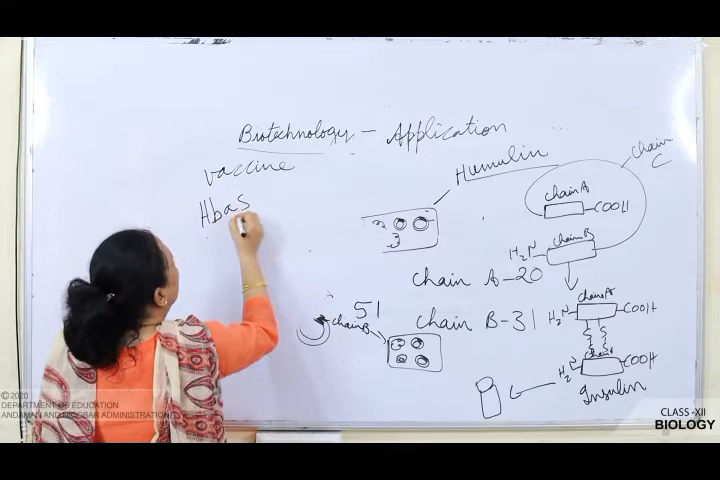 Biotechnology - Application
vaccine
HbaS
Humulin
chain C
chain A
COOH
H2N
chain B
chain A-20
51
chain B-31
chain B
chain A
H2N
COOH
H2N
COOH
Insulin
©2020
DEPARTMENT OF EDUCATION
ANDAMAN AND NICOBAR ADMINISTRATION
CLASS -XII
BIOLOGY